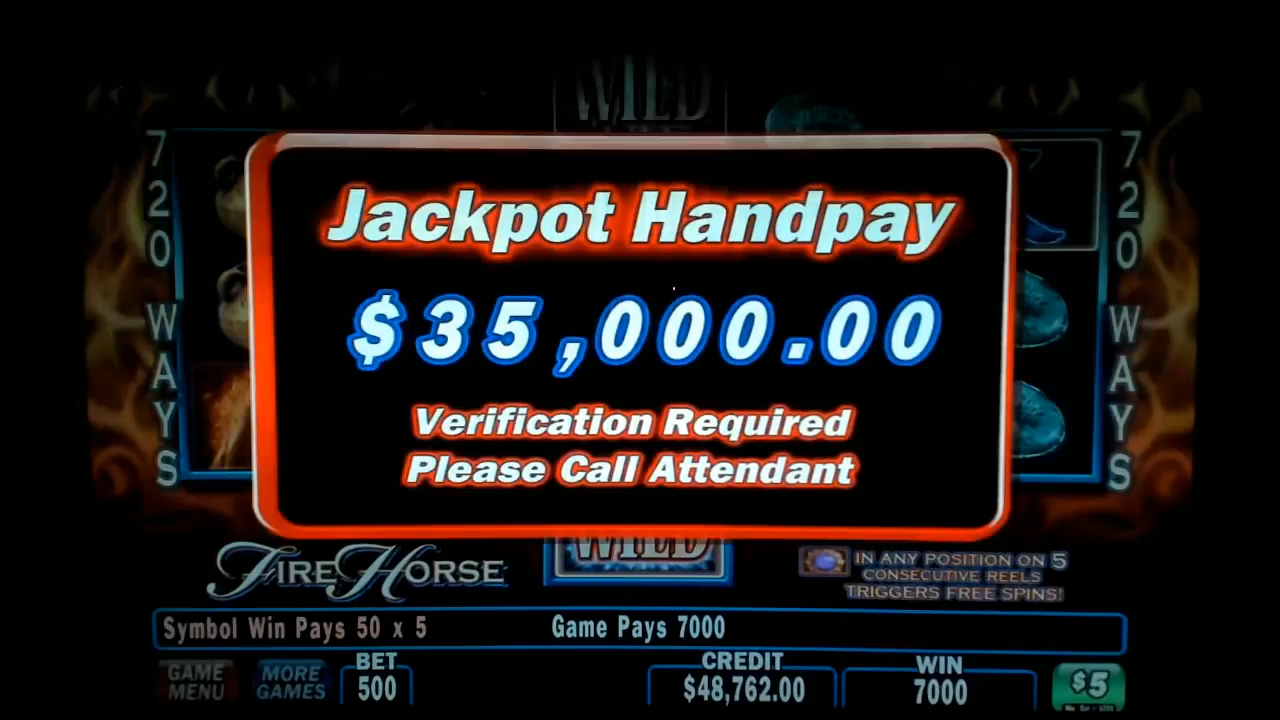 WILD
720 WAYS
720 WAYS
Jackpot Handpay
$35,000.00
Verification Required
Please Call Attendant
FIRE HORSE
WILD
IN ANY POSITION ON 5
CONSECUTIVE REELS
TRIGGERS FREE SPINS!
Symbol Win Pays 50 x 5
Game Pays 7000
GAME
MENU
MORE
GAMES
BET
500
CREDIT
$48,762.00
WIN
7000
$5